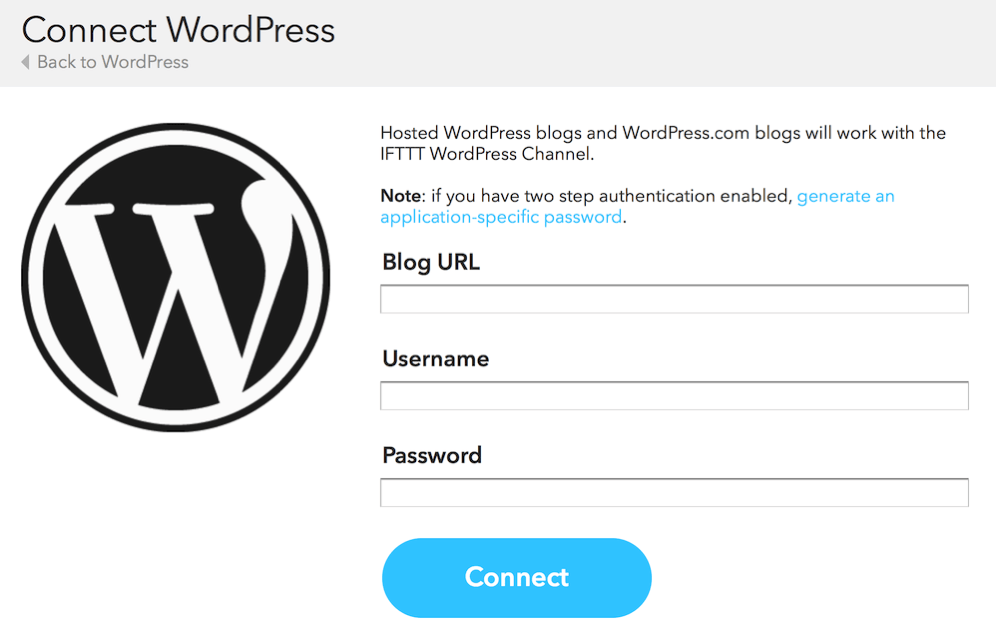 Connect WordPress
Back to WordPress
Hosted WordPress blogs and WordPress.com blogs will work with the
IFTTT WordPress Channel.
Note: if you have two step authentication enabled, generate an
application-specific password.
Blog URL
Username
Password
Connect